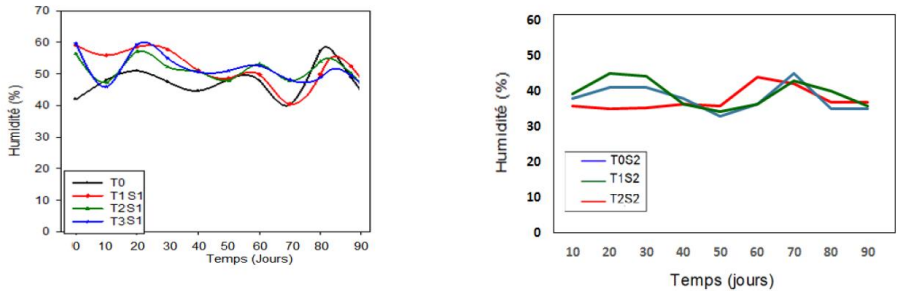 70
60
50
40
30
20
10
0
Humidité (%)
T0
T1S1
T2S1
T3S1
0 10 20 30 40 50 60 70 80 90
Temps (Jours)
60
50
40
30
20
10
0
Humidité (%)
T0S2
T1S2
T2S2
10 20 30 40 50 60 70 80 90
Temps (jours)